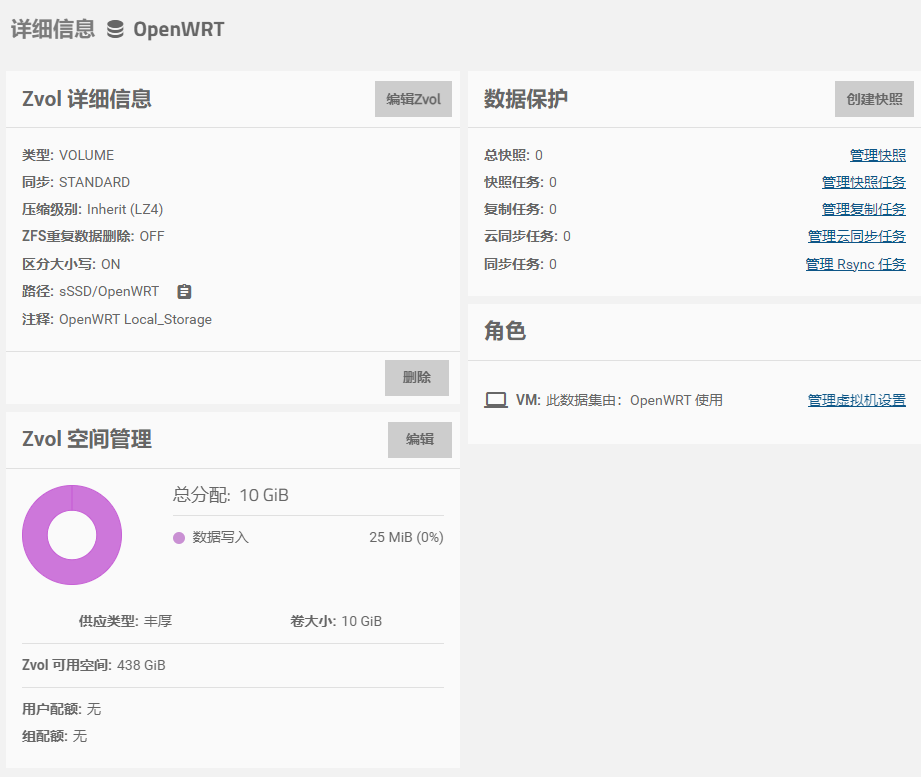 详细信息 OpenWRT
Zvol 详细信息
编辑Zvol
类型: VOLUME
同步: STANDARD
压缩级别: Inherit (LZ4)
ZFS重复数据删除: OFF
区分大小写: ON
路径: sSSD/OpenWRT
注释: OpenWRT Local_Storage
删除
Zvol 空间管理
编辑
总分配: 10 GiB
数据写入 25 MiB (0%)
供应类型: 丰厚 卷大小: 10 GiB
Zvol 可用空间: 438 GiB
用户配额: 无
组配额: 无
数据保护
创建快照
总快照: 0 管理快照
快照任务: 0 管理快照任务
复制任务: 0 管理复制任务
云同步任务: 0 管理云同步任务
同步任务: 0 管理 Rsync 任务
角色
VM: 此数据集由：OpenWRT 使用 管理虚拟机设置